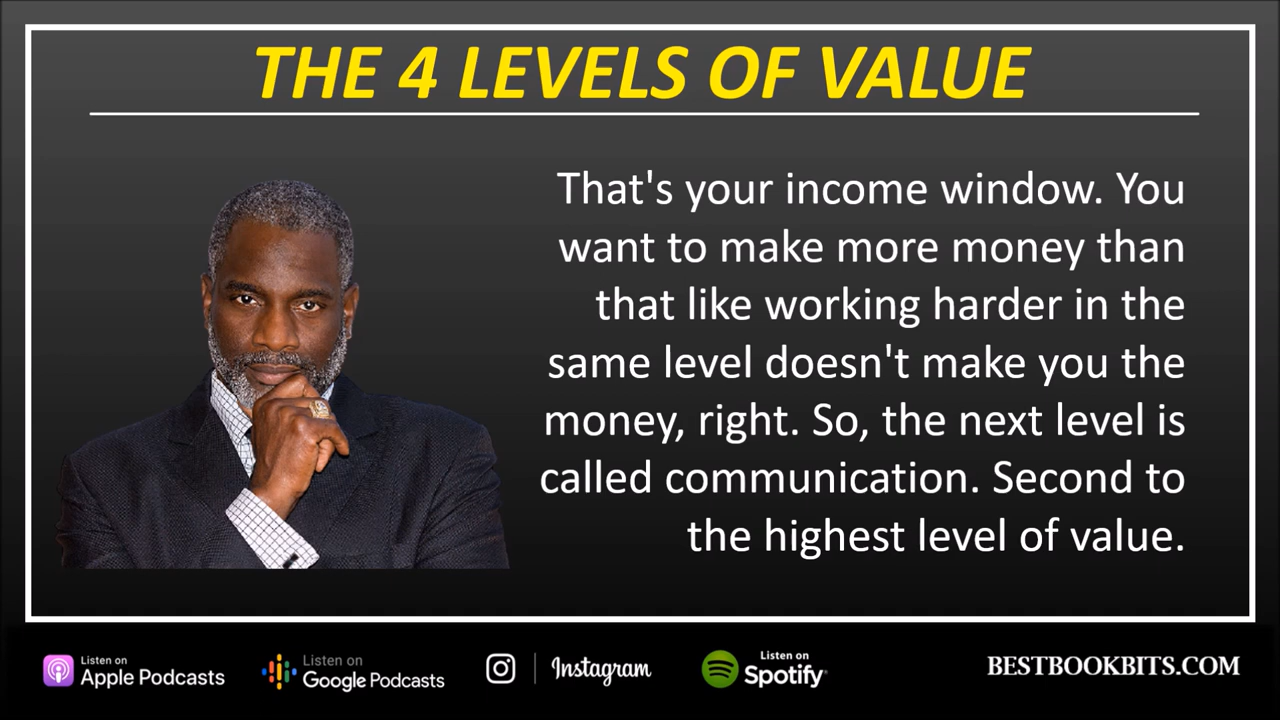 THE 4 LEVELS OF VALUE
That's your income window. You
want to make more money than
that like working harder in the
same level doesn't make you the
money, right. So, the next level is
called communication. Second to
the highest level of value.
Listen on
Apple Podcasts
Listen on
Google Podcasts
Instagram
Listen on
Spotify
BESTBOOKBITS.COM